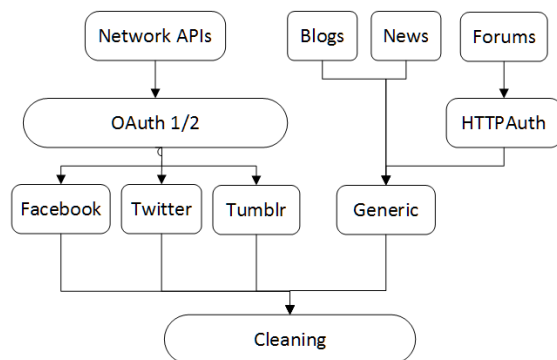 Network APIs
Blogs
News
Forums
OAuth 1/2
HTTPAuth
Facebook
Twitter
Tumblr
Generic
Cleaning